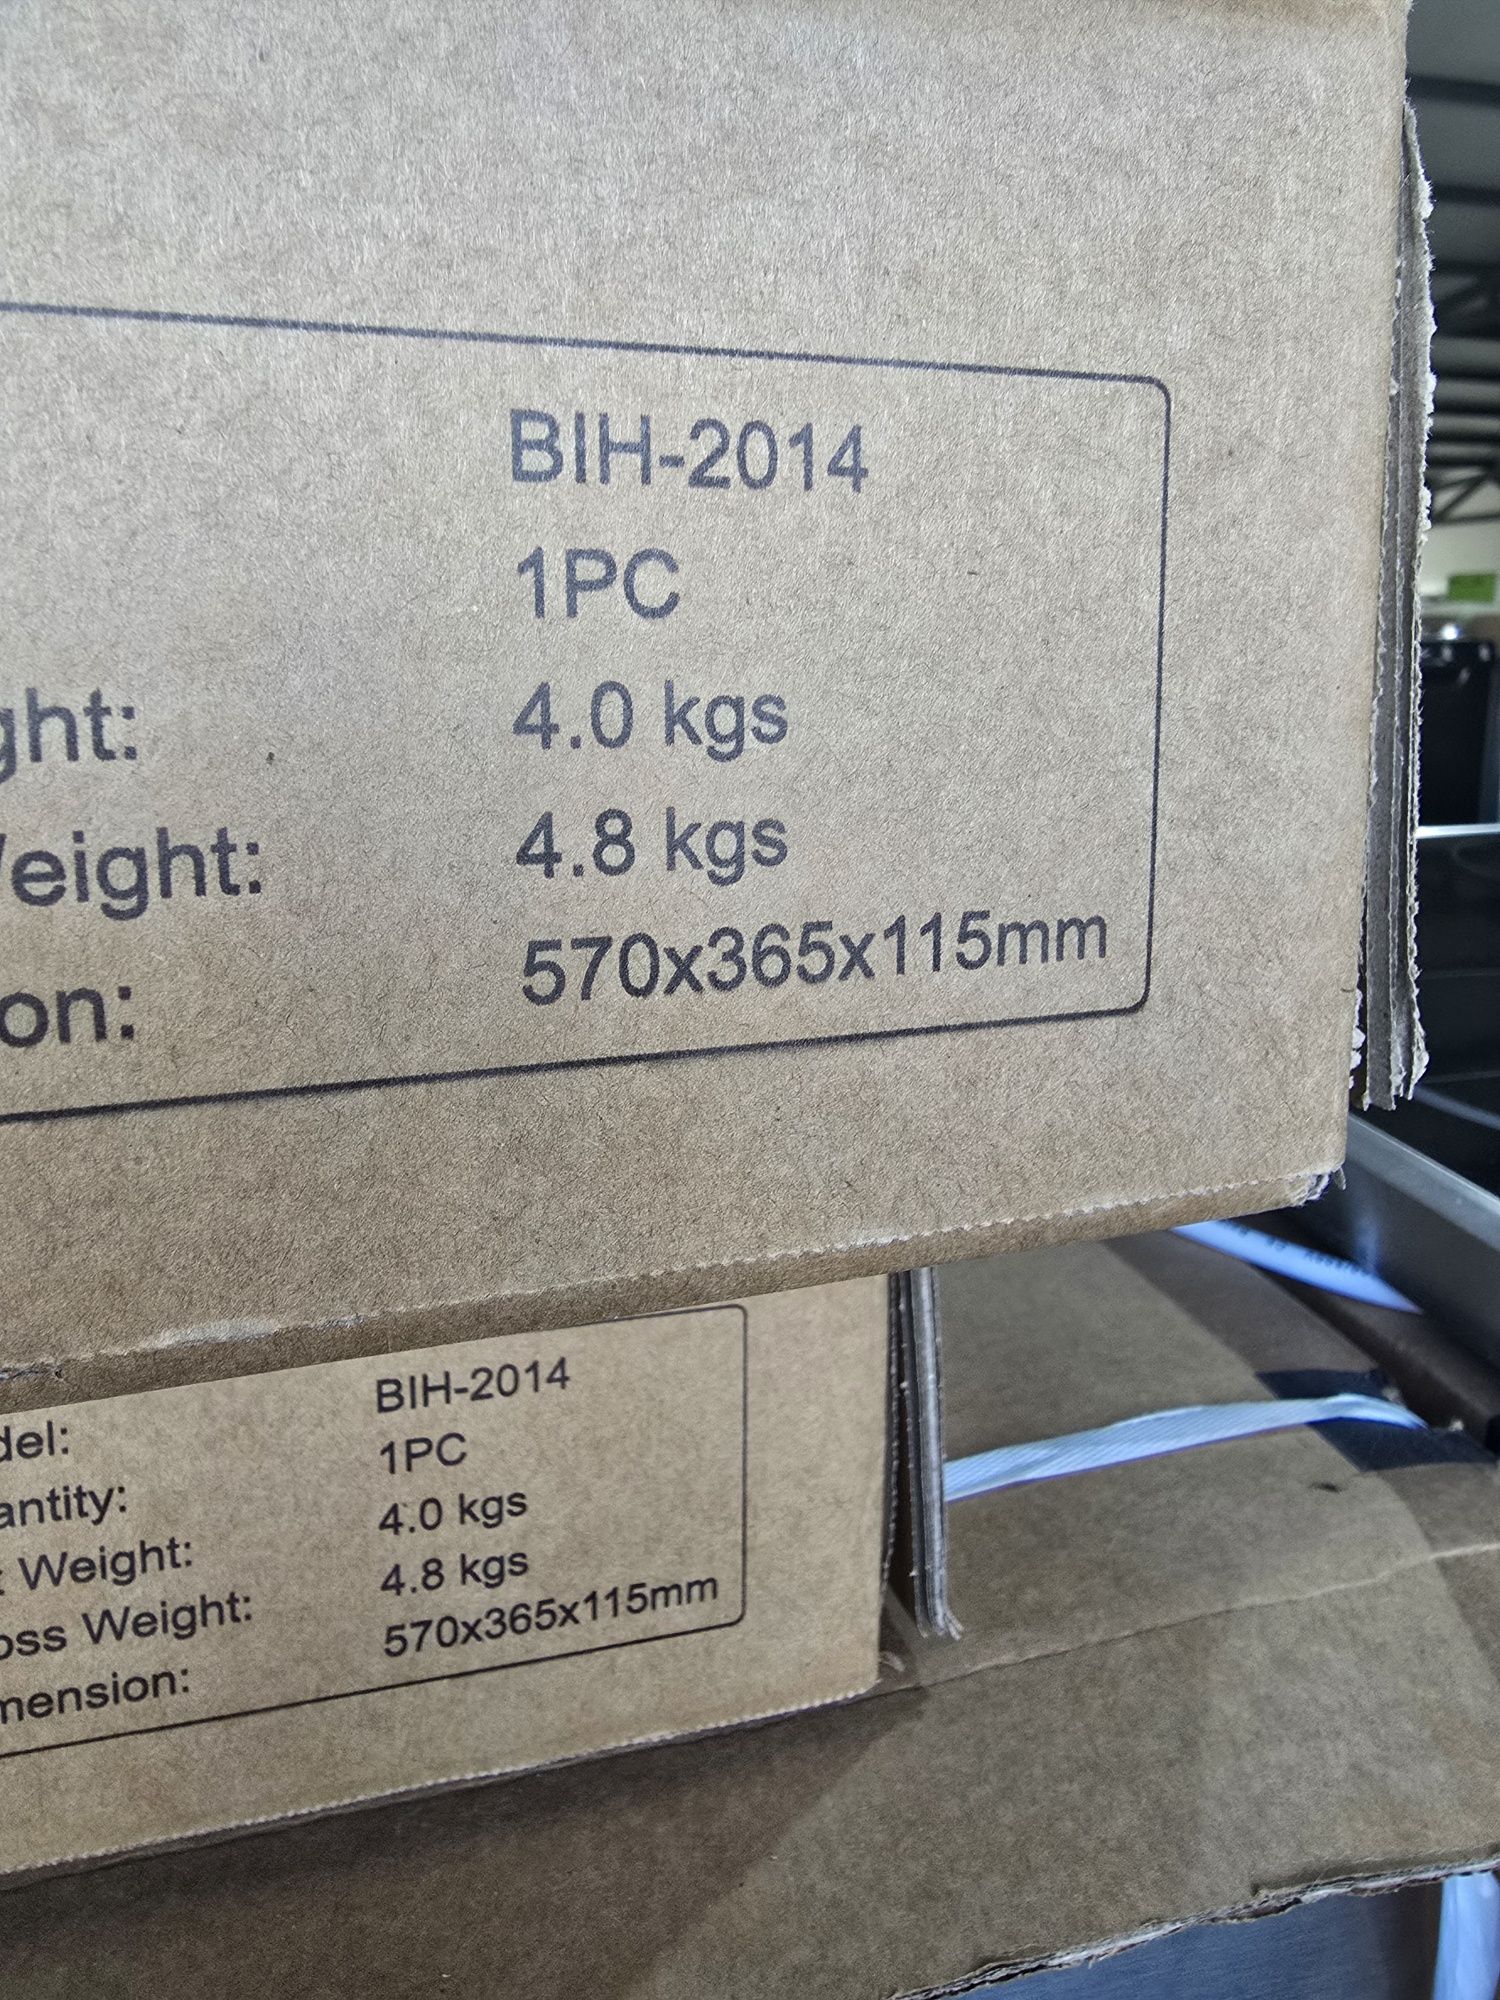 BIH-2014
1PC
ght: 4.0 kgs
eight: 4.8 kgs
on: 570x365x115mm
del: BIH-2014
antity: 1PC
Weight: 4.0 kgs
oss Weight: 4.8 kgs
mension: 570x365x115mm